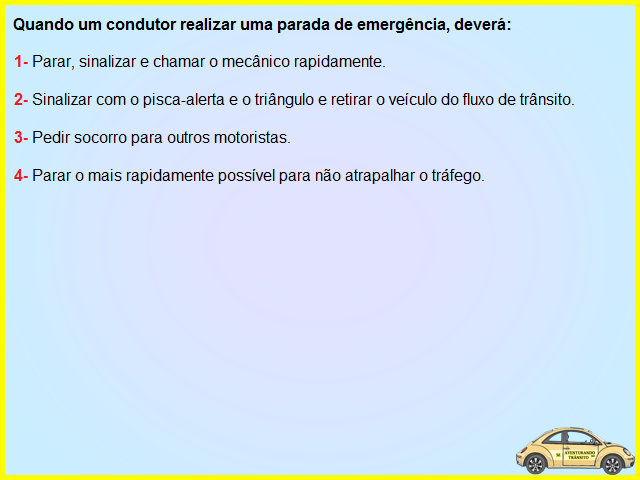 Quando um condutor realizar uma parada de emergência, deverá:
1- Parar, sinalizar e chamar o mecânico rapidamente.
2- Sinalizar com o pisca-alerta e o triângulo e retirar o veículo do fluxo de trânsito.
3- Pedir socorro para outros motoristas.
4- Parar o mais rapidamente possível para não atrapalhar o tráfego.
AVENTURANDO
TRÂNSITO